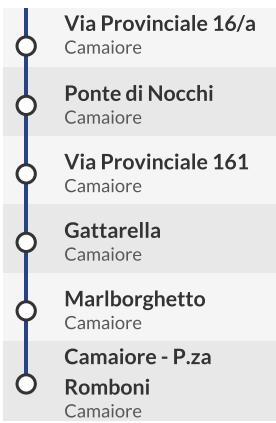 Via Provinciale 16/a
Camaiore
Ponte di Nocchi
Camaiore
Via Provinciale 161
Camaiore
Gattarella
Camaiore
Marlborghetto
Camaiore
Camaiore - P.za
Romboni
Camaiore